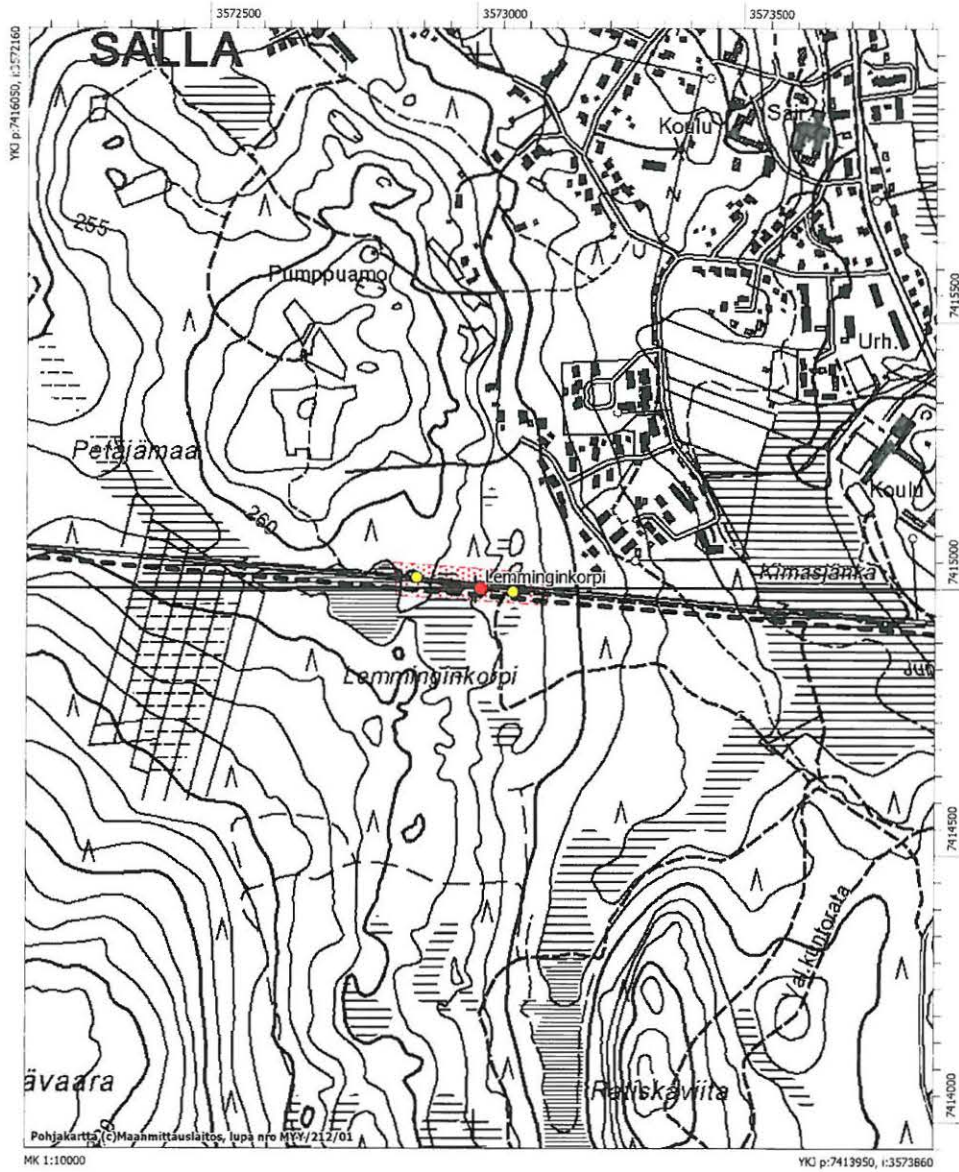 3572500 3573000 3573500
YKJ p:7416050, i:3572160
SALLA
Koulu
Sair.
255
U N
Pumppuamo
7415500
Urh.
Petäjämaa
Koulu
260
7415000
Lemminginkorpi
Kimasjänkä
Lemminginkorpi
7414500
Val. kuntorata
ävaara
Ratiskäviita
7414000
Pohjakartta (c)Maanmittauslaitos, lupa nro MYY/212/01
MK 1:10000
YKJ p:7413950, i:3573860